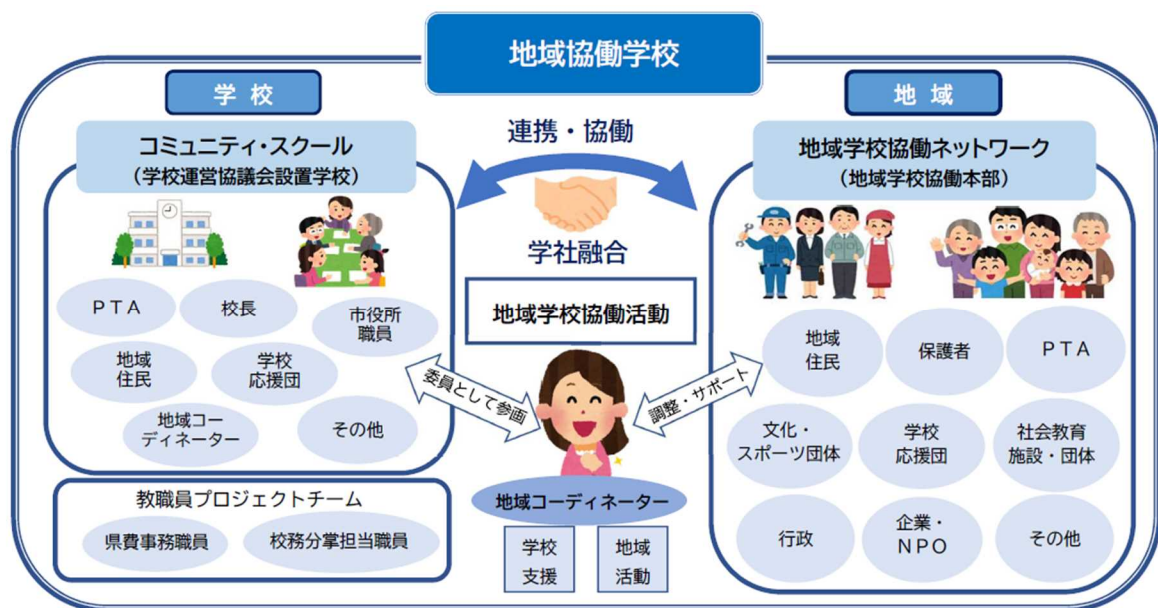 地域協働学校
学校
コミュニティ・スクール
（学校運営協議会設置学校）
PTA
校長
市役所
職員
地域
住民
学校
応援団
地域コー
ディネーター
その他
教職員プロジェクトチーム
県費事務職員
校務分掌担当職員
連携・協働
学社融合
地域学校協働活動
委員として参画
調整・サポート
地域コーディネーター
学校
支援
地域
活動
地域
地域学校協働ネットワーク
（地域学校協働本部）
地域
住民
保護者
PTA
文化・
スポーツ団体
学校
応援団
社会教育
施設・団体
行政
企業・
NPO
その他